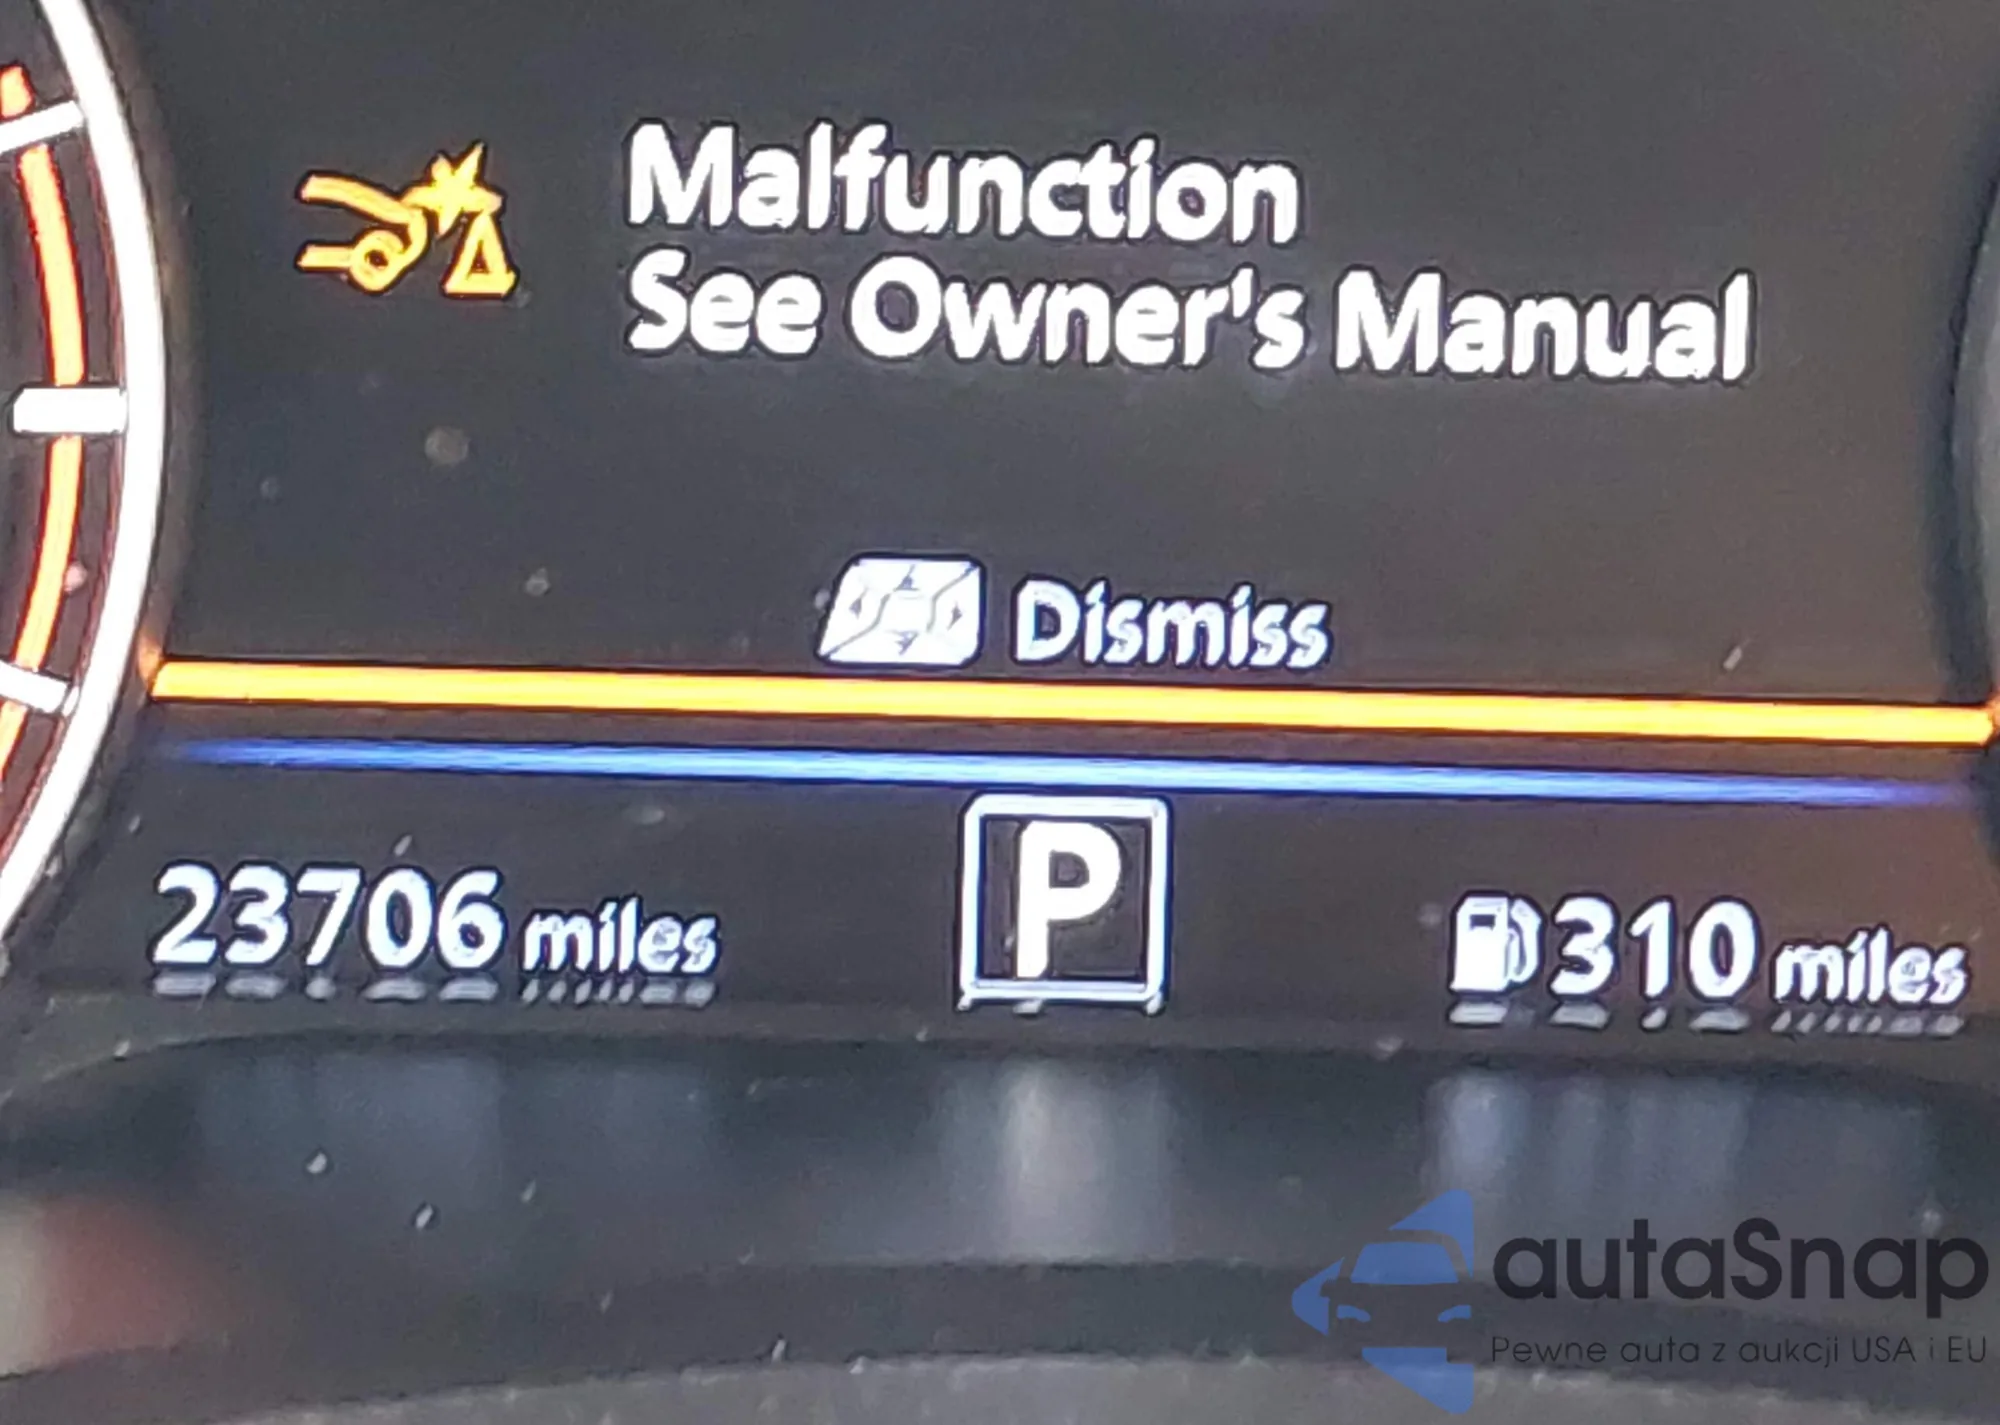 Malfunction
See Owner's Manual
Dismiss
P
23706 miles
310 miles
autaSnap
Pewne auta z aukcji USA i EU